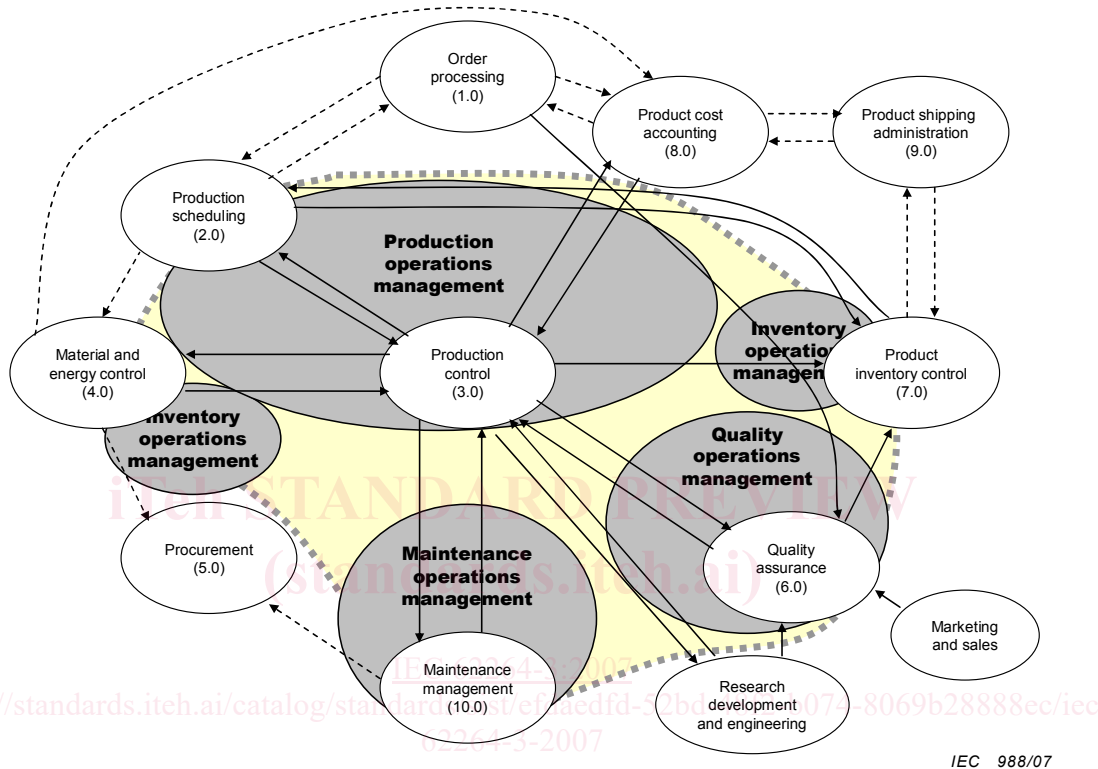 Order
processing
(1.0)
Product cost
accounting
(8.0)
Product shipping
administration
(9.0)
Production
scheduling
(2.0)
Production
operations
management
Material and
energy control
(4.0)
Production
control
(3.0)
Inventory
operation
managem
Product
inventory control
(7.0)
Inventory
operations
management
Quality
operations
management
iTeh STANDARD PREVIEW
(standards.iteh.ai)
Procurement
(5.0)
Maintenance
operations
management
Quality
assurance
(6.0)
Marketing
and sales
Maintenance
management
(10.0)
Research
development
and engineering
IEC 62264-3:2007
62264-3-2007
IEC 988/07